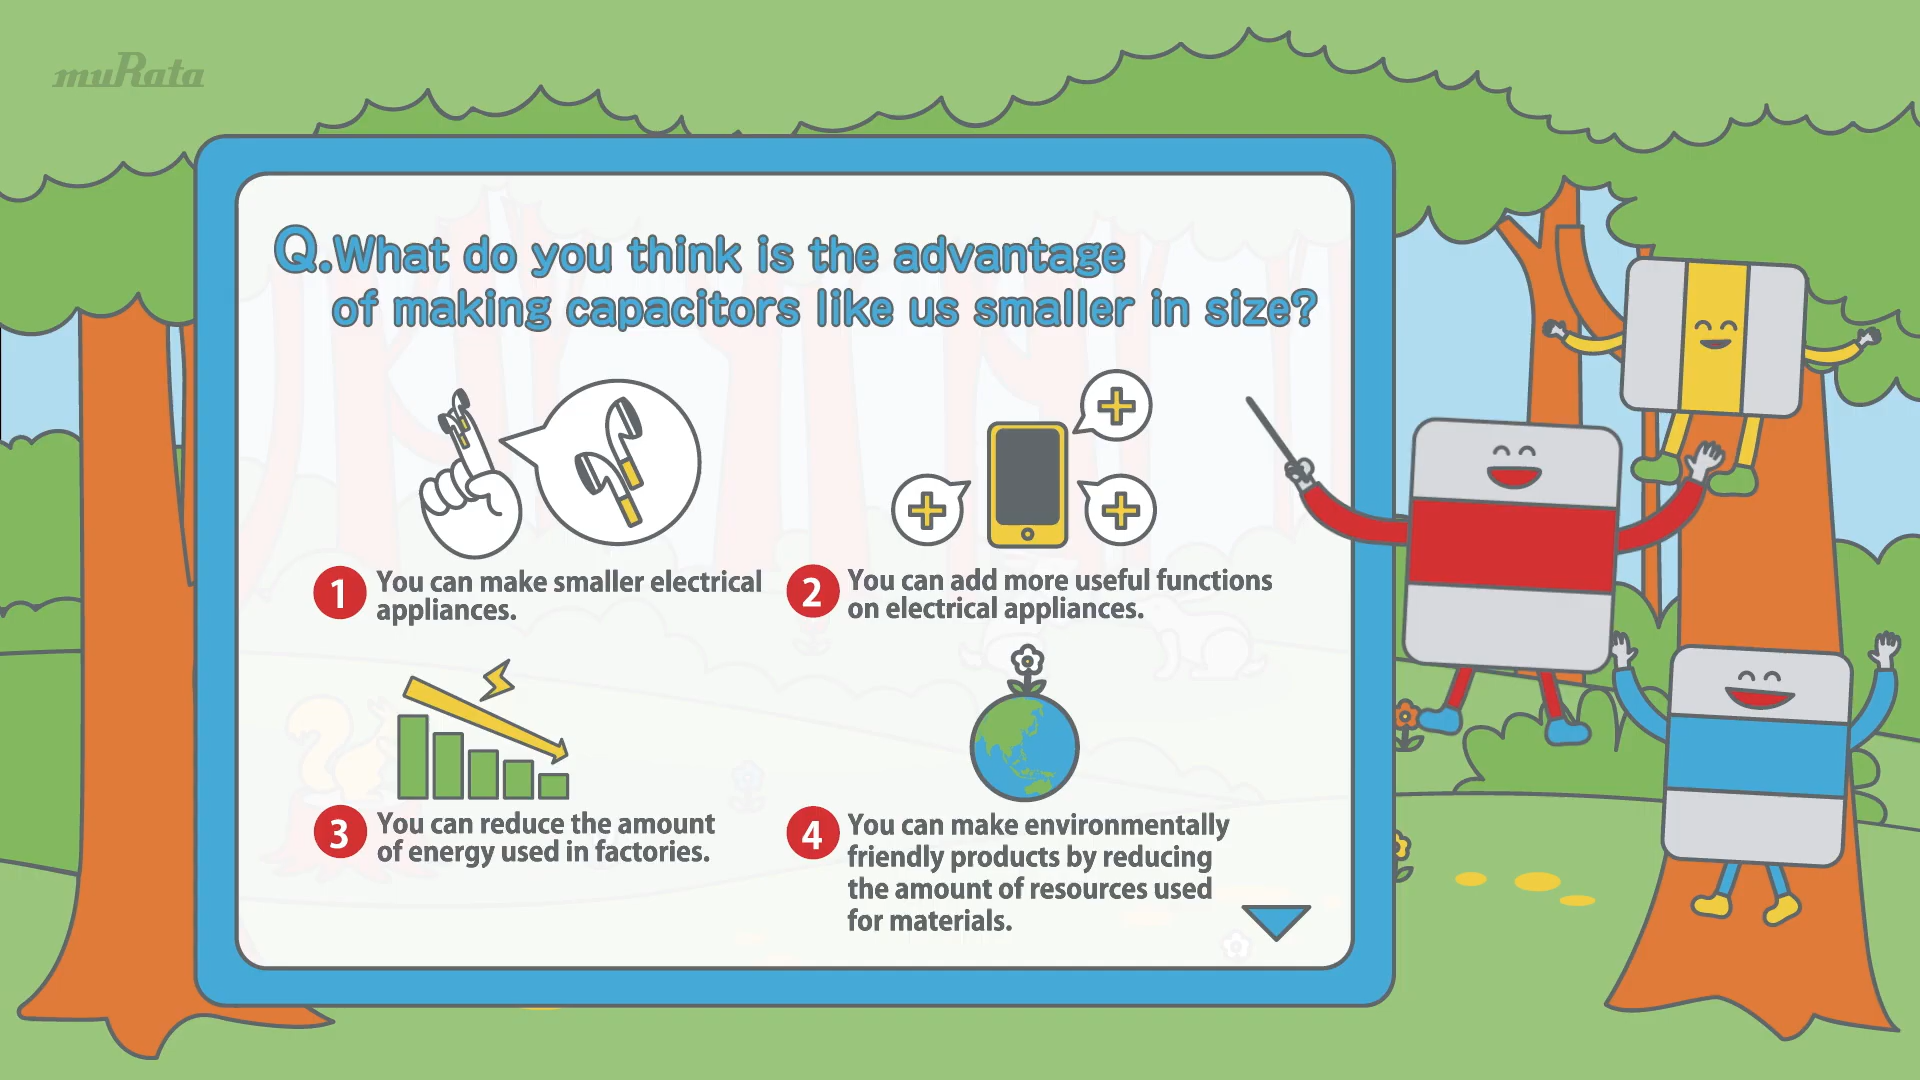 muRata
Q.What do you think is the advantage
of making capacitors like us smaller in size?
1 You can make smaller electrical
appliances.
2 You can add more useful functions
on electrical appliances.
3 You can reduce the amount
of energy used in factories.
4 You can make environmentally
friendly products by reducing
the amount of resources used
for materials.